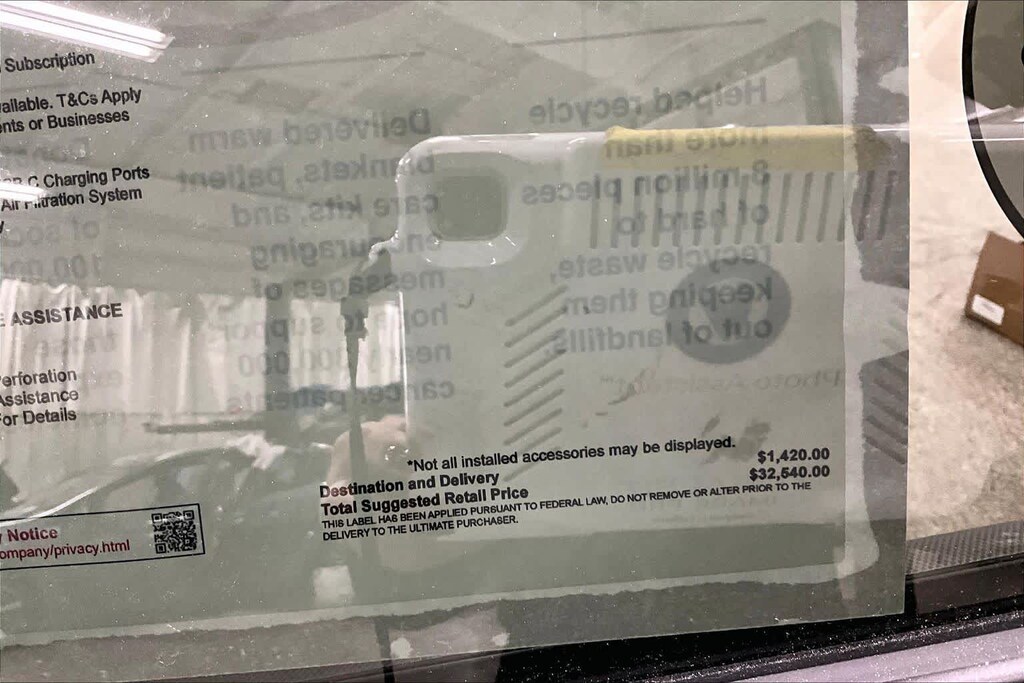 Subscription
ailable. T&Cs Apply
nts or Businesses
C Charging Ports
Air Filtration System
y
E ASSISTANCE
erforation
Assistance
For Details
y Notice
ompany/privacy.html
*Not all installed accessories may be displayed.
Destination and Delivery $1,420.00
Total Suggested Retail Price $32,540.00
THIS LABEL HAS BEEN APPLIED PURSUANT TO FEDERAL LAW, DO NOT REMOVE OR ALTER PRIOR TO THE
DELIVERY TO THE ULTIMATE PURCHASER.
Delivered warm
blankets, patient
care kits, and
encouraging
messages of
hope to
nearly
cancer patients
Helped recycle
more than
8 million pieces
of hard to
recycle waste,
keeping them
out of landfills.